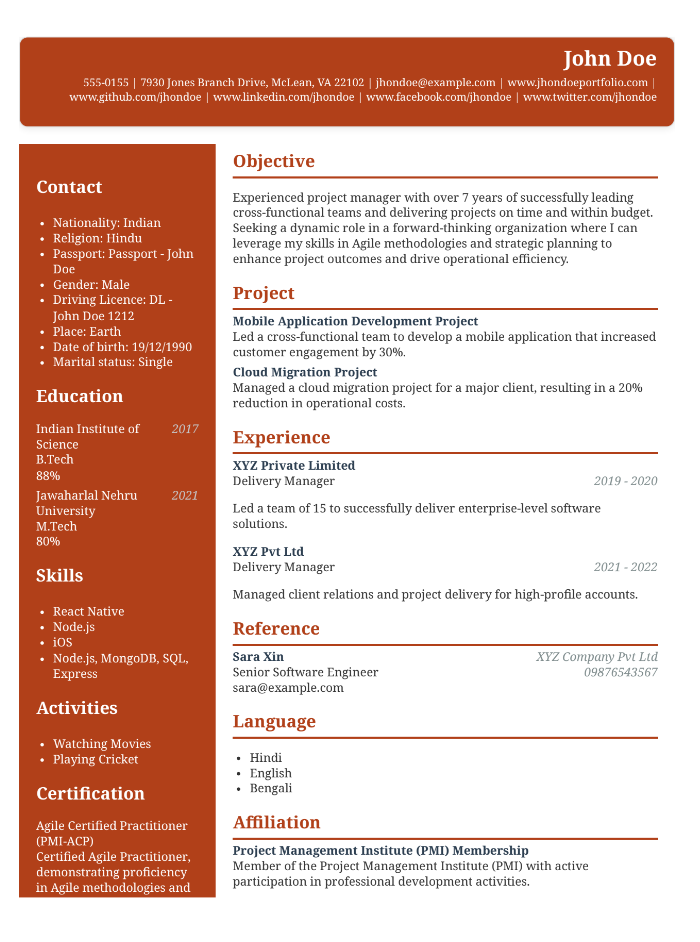 John Doe
555-0155 | 7930 Jones Branch Drive, McLean, VA 22102 | jhondoe@example.com | www.jhondoeportfolio.com |
www.github.com/jhondoe | www.linkedin.com/jhondoe | www.facebook.com/jhondoe | www.twitter.com/jhondoe
Contact
• Nationality: Indian
• Religion: Hindu
• Passport: Passport - John
Doe
• Gender: Male
• Driving Licence: DL -
John Doe 1212
• Place: Earth
• Date of birth: 19/12/1990
• Marital status: Single
Education
Indian Institute of 2017
Science
B.Tech
88%
Jawaharlal Nehru 2021
University
M.Tech
80%
Skills
• React Native
• Node.js
• iOS
• Node.js, MongoDB, SQL,
Express
Activities
• Watching Movies
• Playing Cricket
Certification
Agile Certified Practitioner
(PMI-ACP)
Certified Agile Practitioner,
demonstrating proficiency
in Agile methodologies and
Objective
Experienced project manager with over 7 years of successfully leading
cross-functional teams and delivering projects on time and within budget.
Seeking a dynamic role in a forward-thinking organization where I can
leverage my skills in Agile methodologies and strategic planning to
enhance project outcomes and drive operational efficiency.
Project
Mobile Application Development Project
Led a cross-functional team to develop a mobile application that increased
customer engagement by 30%.
Cloud Migration Project
Managed a cloud migration project for a major client, resulting in a 20%
reduction in operational costs.
Experience
XYZ Private Limited
Delivery Manager 2019 - 2020
Led a team of 15 to successfully deliver enterprise-level software
solutions.
XYZ Pvt Ltd
Delivery Manager 2021 - 2022
Managed client relations and project delivery for high-profile accounts.
Reference
Sara Xin XYZ Company Pvt Ltd
Senior Software Engineer 09876543567
sara@example.com
Language
• Hindi
• English
• Bengali
Affiliation
Project Management Institute (PMI) Membership
Member of the Project Management Institute (PMI) with active
participation in professional development activities.